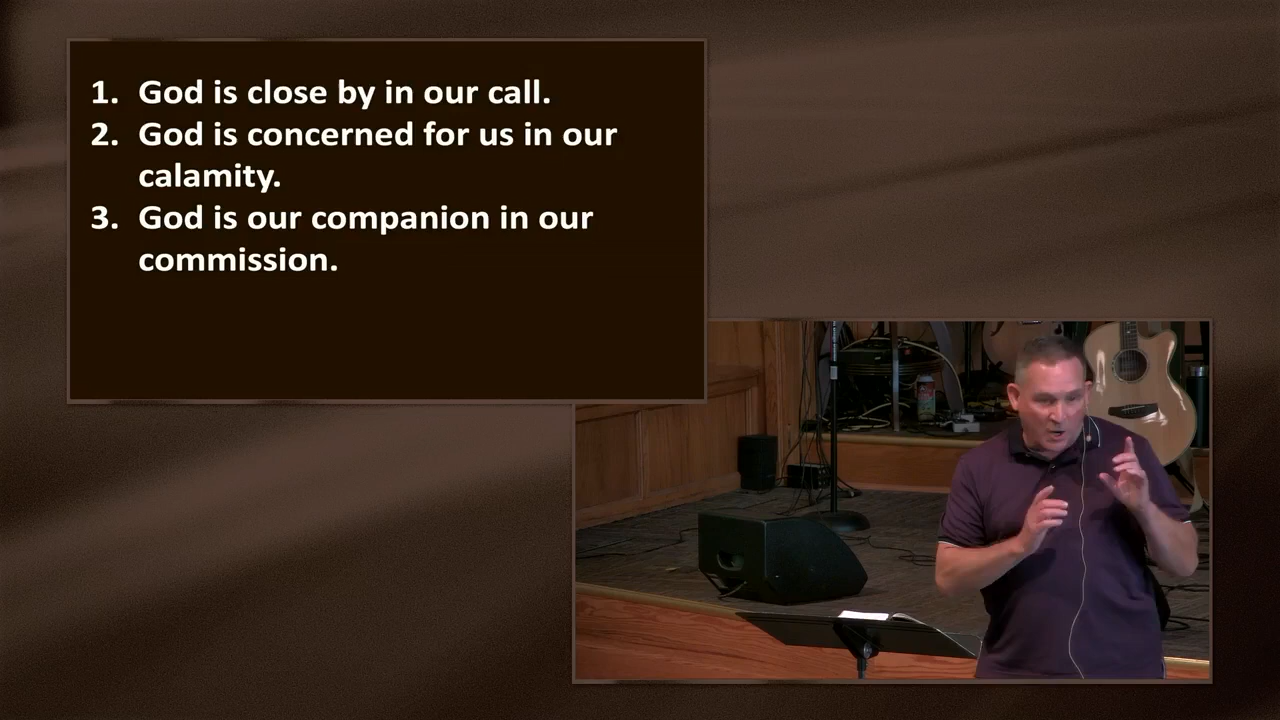 1. God is close by in our call.
2. God is concerned for us in our
calamity.
3. God is our companion in our
commission.